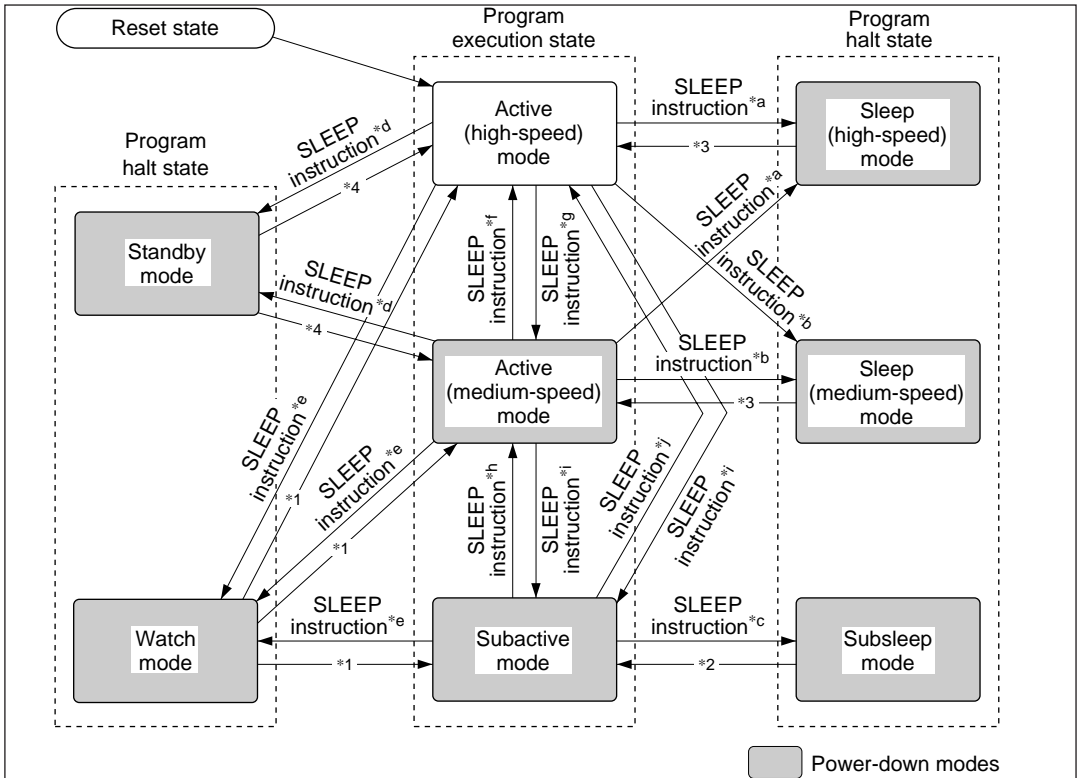 Reset state
Program
execution state
Program
halt state
Program
halt state
Active
(high-speed)
mode
SLEEP
instruction*a
*3
Sleep
(high-speed)
mode
SLEEP
instruction*d
*4
Standby
mode
SLEEP
instruction*f
SLEEP
instruction*g
SLEEP
instruction*a
SLEEP
instruction*b
SLEEP
instruction*d
*4
Active
(medium-speed)
mode
SLEEP
instruction*b
*3
Sleep
(medium-speed)
mode
SLEEP
instruction*e
*1
SLEEP
instruction*e
*1
SLEEP
instruction*h
SLEEP
instruction*i
SLEEP
instruction*j
SLEEP
instruction*i
Watch
mode
SLEEP
instruction*e
*1
Subactive
mode
SLEEP
instruction*c
*2
Subsleep
mode
Power-down modes